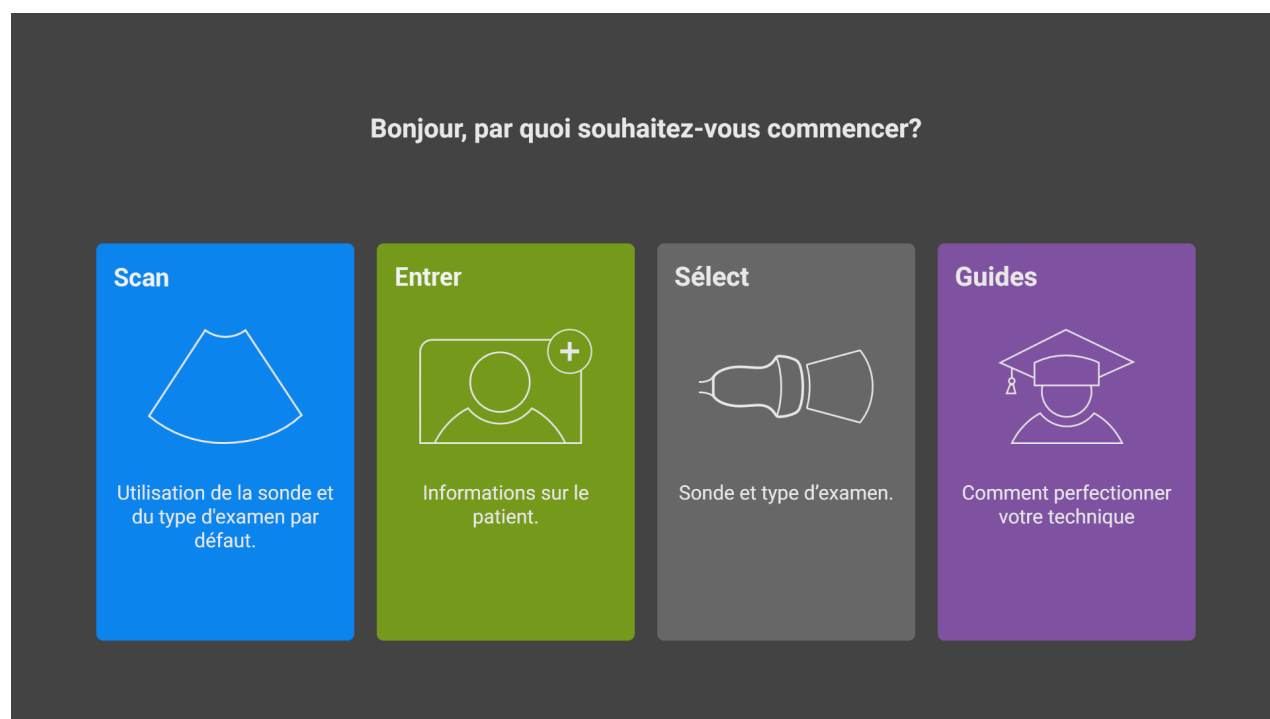 Bonjour, par quoi souhaitez-vous commencer?
Scan
Utilisation de la sonde et
du type d'examen par
défaut.
Entrer
Informations sur le
patient.
Sélect
Sonde et type d’examen.
Guides
Comment perfectionner
votre technique